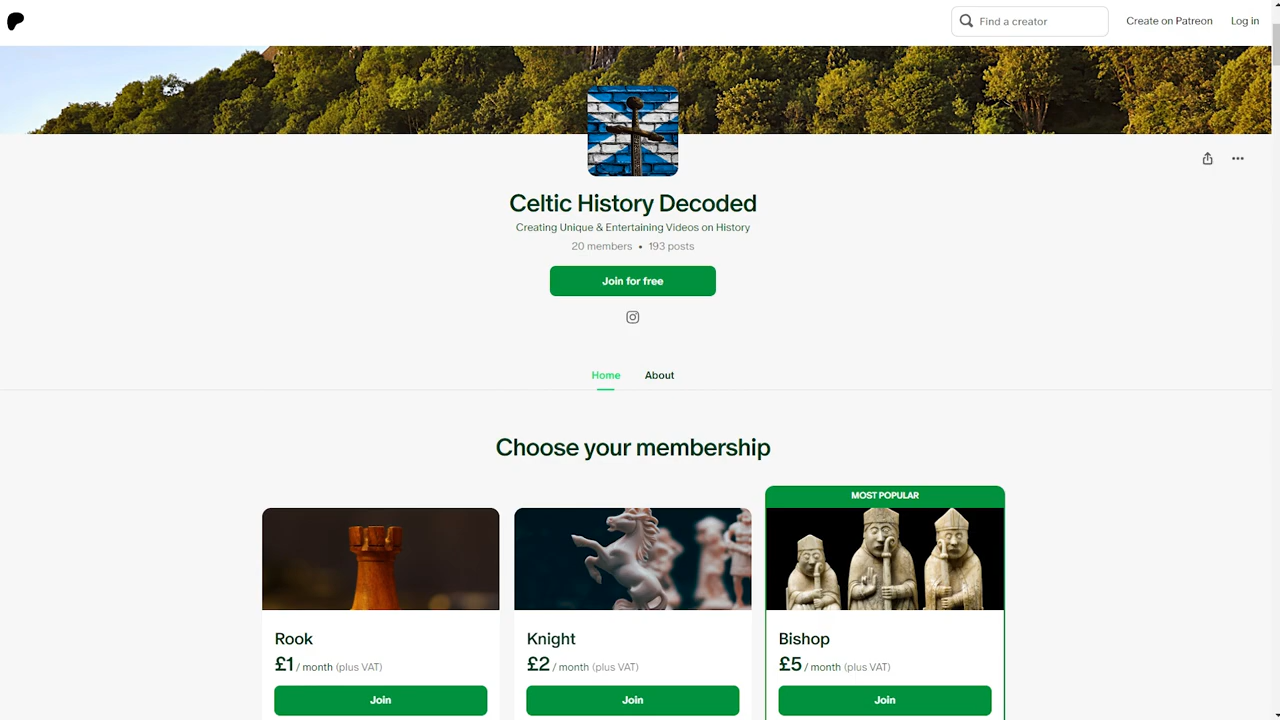 Find a creator
Create on Patreon
Log in
Celtic History Decoded
Creating Unique & Entertaining Videos on History
20 members • 193 posts
Join for free
Home
About
Choose your membership
MOST POPULAR
Rook
£1 / month (plus VAT)
Join
Knight
£2 / month (plus VAT)
Join
Bishop
£5 / month (plus VAT)
Join